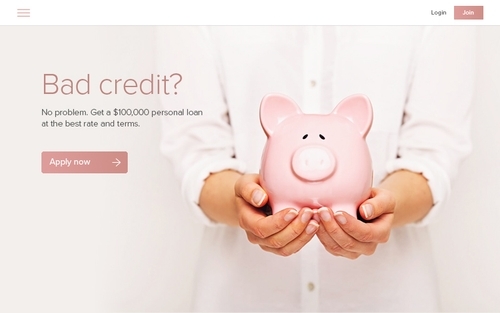 Login
Join
Bad credit?
No problem. Get a $100,000 personal loan
at the best rate and terms.
Apply now